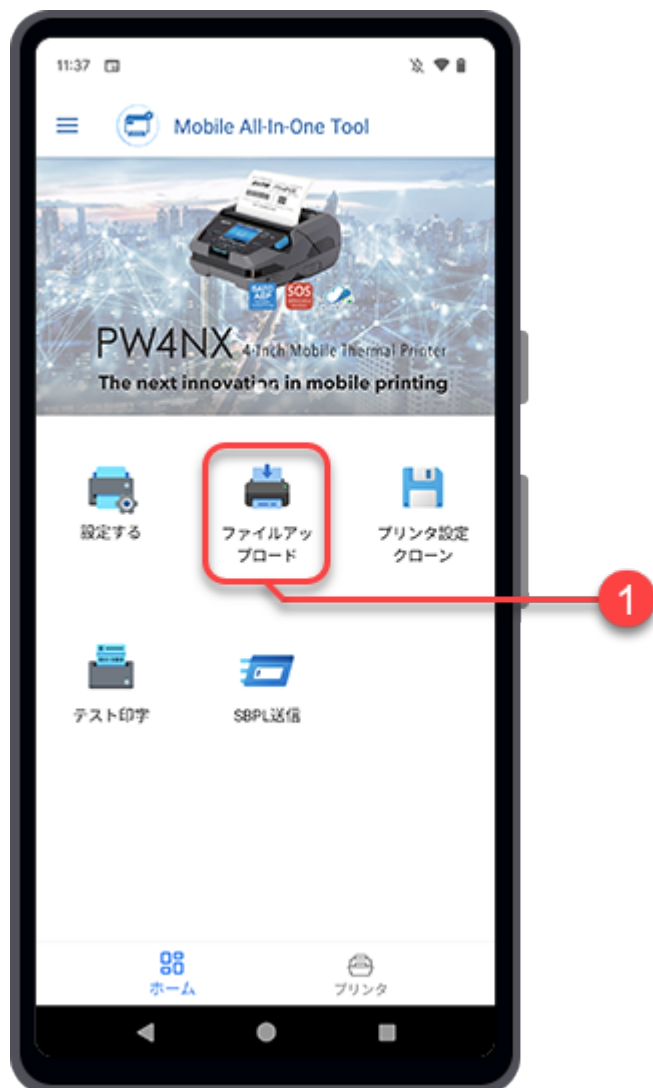 11:37
Mobile All-In-One Tool
SATO
AEP
SOS
PW4NX 4-Inch Mobile Thermal Printer
The next innovation in mobile printing
設定する
ファイルアッ
プロード
プリンタ設定
クローン
1
テスト印字
SBPL送信
ホーム
プリンタ